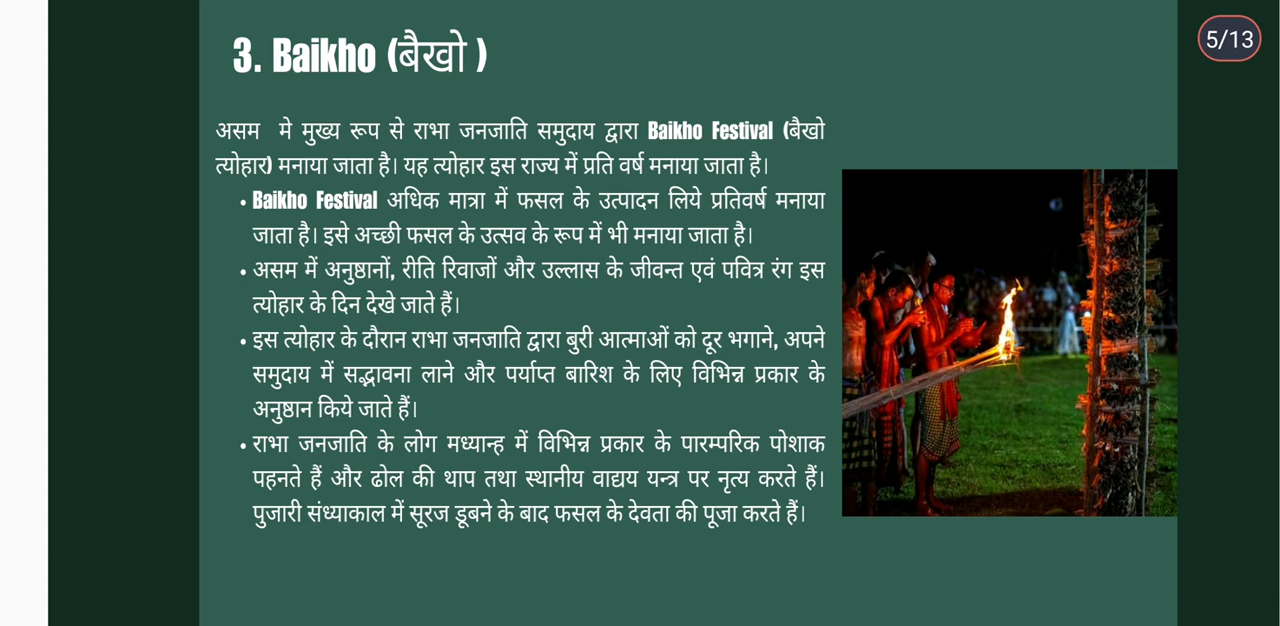 3. Baikho (बैखो )
5/13
असम मे मुख्य रूप से राभा जनजाति समुदाय द्वारा Baikho Festival (बैखो
त्योहार) मनाया जाता है। यह त्योहार इस राज्य में प्रति वर्ष मनाया जाता है।
• Baikho Festival अधिक मात्रा में फसल के उत्पादन लिये प्रतिवर्ष मनाया
जाता है। इसे अच्छी फसल के उत्सव के रूप में भी मनाया जाता है।
• असम में अनुष्ठानों, रीति रिवाजों और उल्लास के जीवन्त एवं पवित्र रंग इस
त्योहार के दिन देखे जाते हैं।
• इस त्योहार के दौरान राभा जनजाति द्वारा बुरी आत्माओं को दूर भगाने, अपने
समुदाय में सद्भावना लाने और पर्याप्त बारिश के लिए विभिन्न प्रकार के
अनुष्ठान किये जाते हैं।
• राभा जनजाति के लोग मध्यान्ह में विभिन्न प्रकार के पारम्परिक पोशाक
पहनते हैं और ढोल की थाप तथा स्थानीय वाद्यय यन्त्र पर नृत्य करते हैं।
पुजारी संध्याकाल में सूरज डूबने के बाद फसल के देवता की पूजा करते हैं।